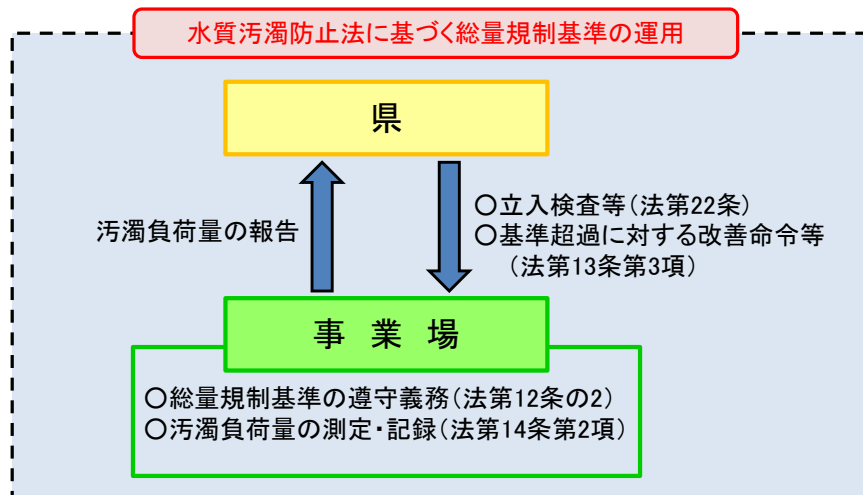 水質汚濁防止法に基づく総量規制基準の運用
県
汚濁負荷量の報告
○立入検査等(法第22条)
○基準超過に対する改善命令等
(法第13条第3項)
事 業 場
○総量規制基準の遵守義務(法第12条の2)
○汚濁負荷量の測定・記録(法第14条第2項)